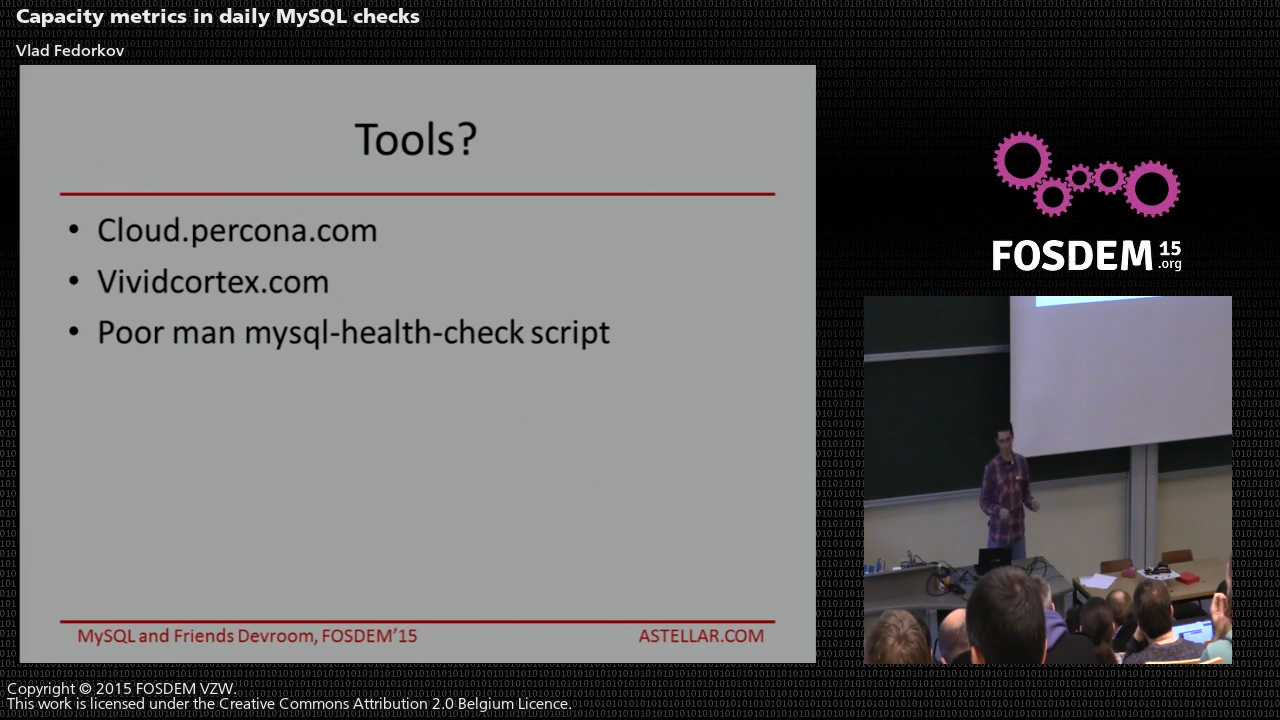 Capacity metrics in daily MySQL checks
Vlad Fedorkov
Tools?
• Cloud.percona.com
• Vividcortex.com
• Poor man mysql-health-check script
MySQL and Friends Devroom, FOSDEM'15
ASTELLAR.COM
FOSDEM 15
.org
Copyright © 2015 FOSDEM VZW.
This work is licensed under the Creative Commons Attribution 2.0 Belgium Licence.